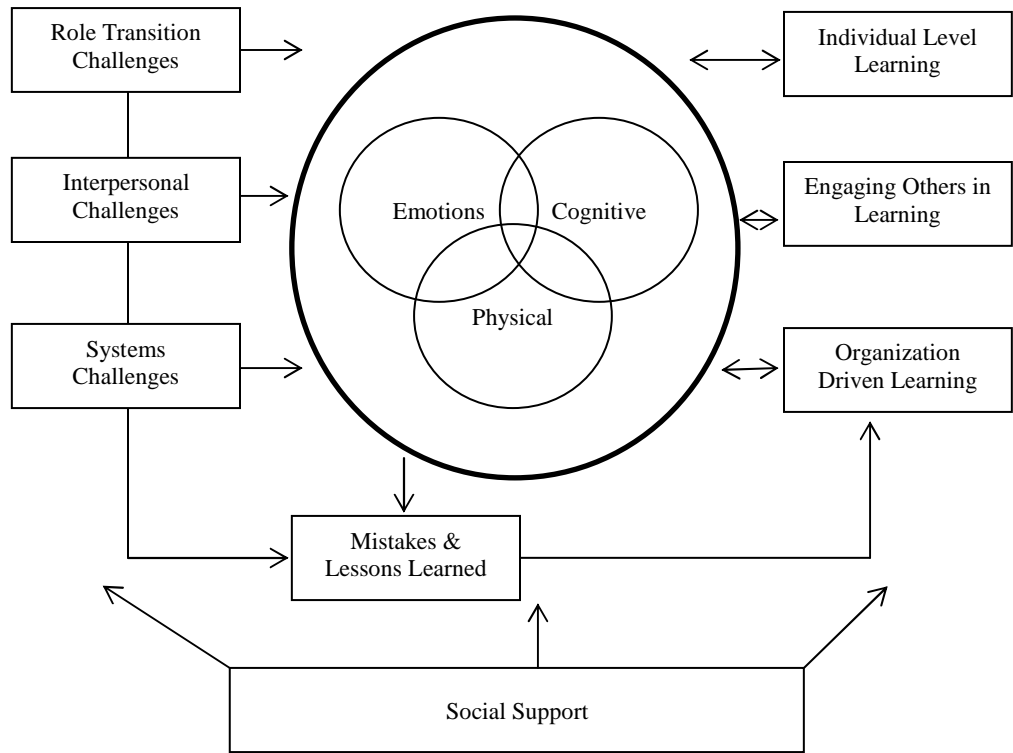 Role Transition
Challenges
Individual Level
Learning
Interpersonal
Challenges
Emotions
Cognitive
Engaging Others in
Learning
Physical
Systems
Challenges
Organization
Driven Learning
Mistakes &
Lessons Learned
Social Support